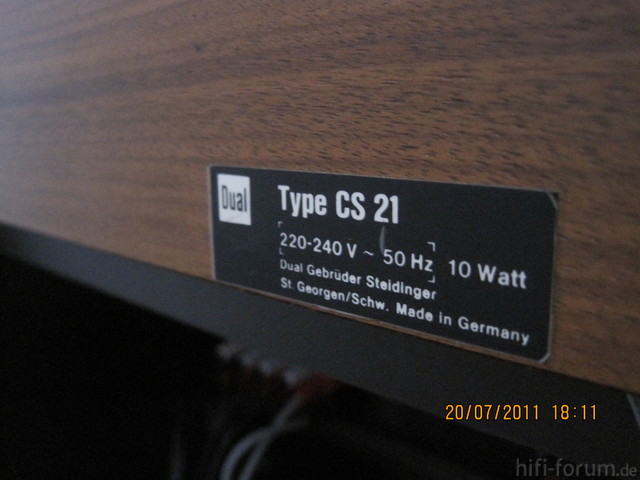 Dual
Type CS 21
220-240 V ~ 50 Hz 10 Watt
Dual Gebrüder Steidinger
St. Georgen/Schw. Made in Germany
20/07/2011 18:11
hifi-forum.de